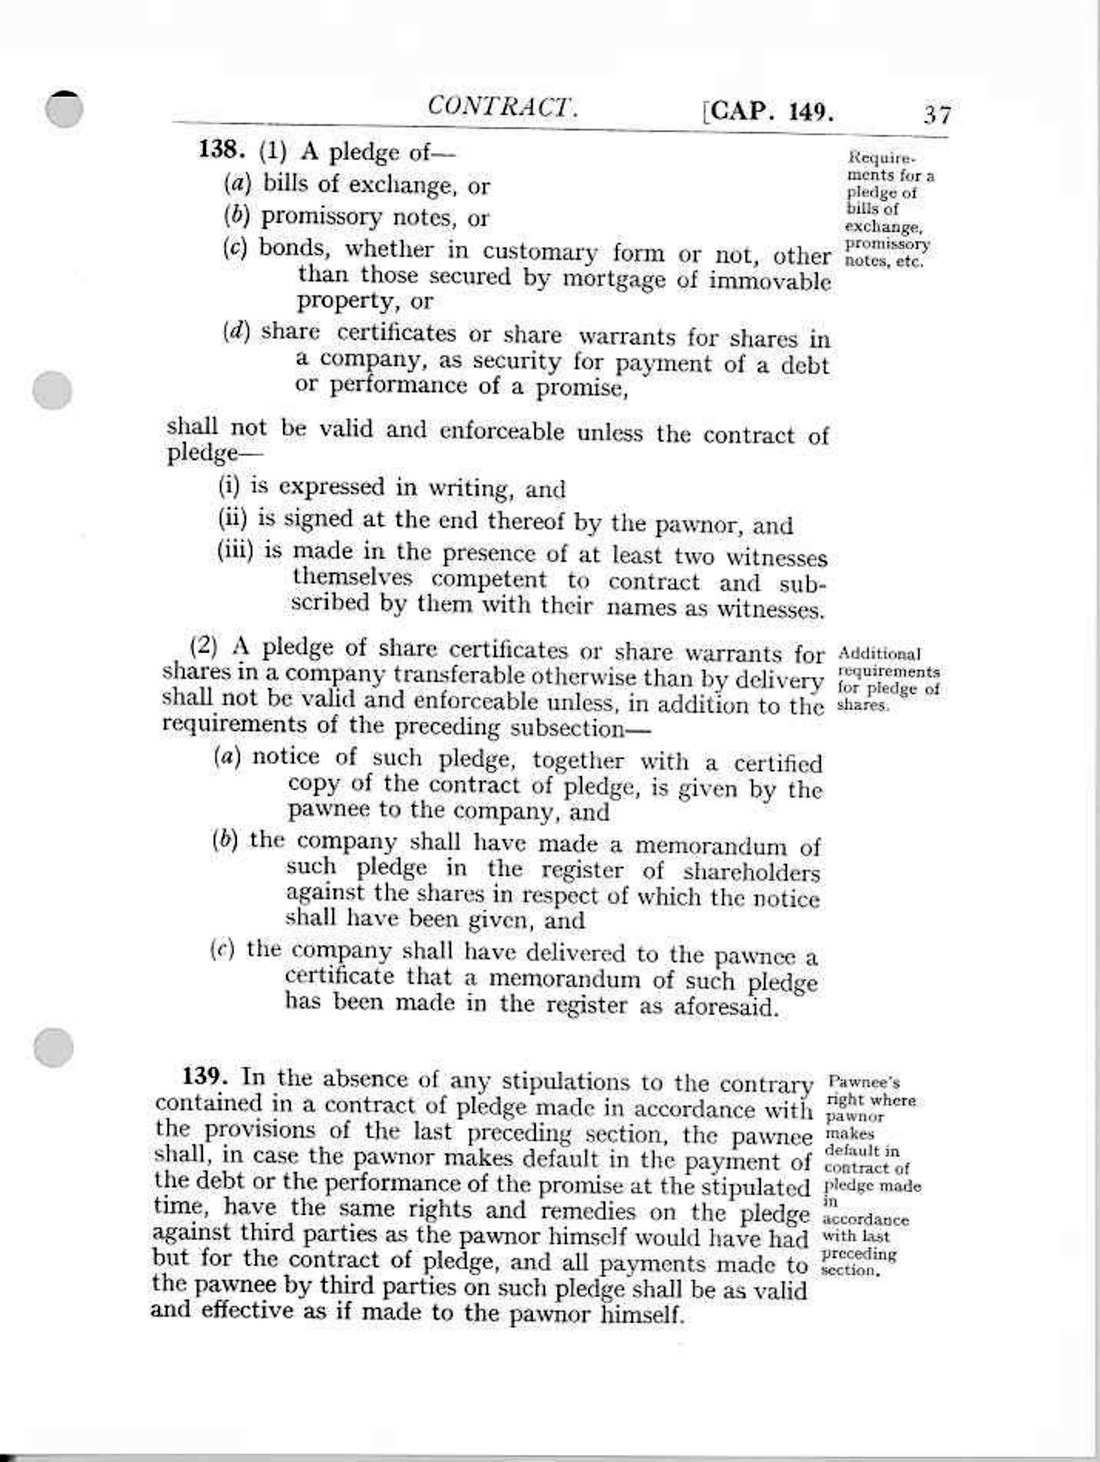 CONTRACT. [CAP. 149. 37
138. (1) A pledge of—
(a) bills of exchange, or
(b) promissory notes, or
(c) bonds, whether in customary form or not, other
than those secured by mortgage of immovable
property, or
(d) share certificates or share warrants for shares in
a company, as security for payment of a debt
or performance of a promise,
Require-
ments for a
pledge of
bills of
exchange,
promissory
notes, etc.
shall not be valid and enforceable unless the contract of
pledge—
(i) is expressed in writing, and
(ii) is signed at the end thereof by the pawnor, and
(iii) is made in the presence of at least two witnesses
themselves competent to contract and sub-
scribed by them with their names as witnesses.
(2) A pledge of share certificates or share warrants for
shares in a company transferable otherwise than by delivery
shall not be valid and enforceable unless, in addition to the
requirements of the preceding subsection—
Additional
requirements
for pledge of
shares.
(a) notice of such pledge, together with a certified
copy of the contract of pledge, is given by the
pawnee to the company, and
(b) the company shall have made a memorandum of
such pledge in the register of shareholders
against the shares in respect of which the notice
shall have been given, and
(c) the company shall have delivered to the pawnee a
certificate that a memorandum of such pledge
has been made in the register as aforesaid.
139. In the absence of any stipulations to the contrary
contained in a contract of pledge made in accordance with
the provisions of the last preceding section, the pawnee
shall, in case the pawnor makes default in the payment of
the debt or the performance of the promise at the stipulated
time, have the same rights and remedies on the pledge
against third parties as the pawnor himself would have had
but for the contract of pledge, and all payments made to
the pawnee by third parties on such pledge shall be as valid
and effective as if made to the pawnor himself.
Pawnee's
right where
pawnor
makes
default in
contract of
pledge made
in
accordance
with last
preceding
section.